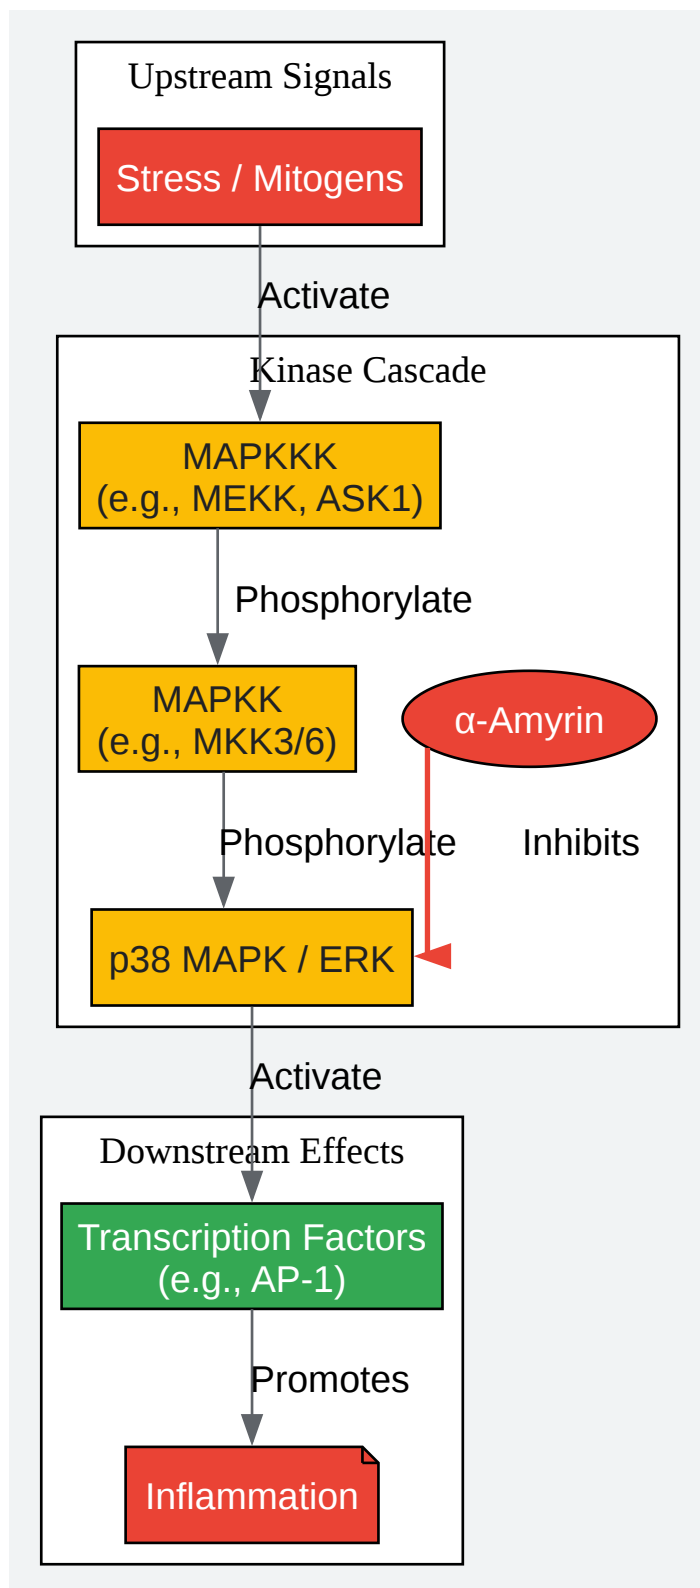 Upstream Signals
Stress / Mitogens
Activate
Kinase Cascade
MAPKKK
(e.g., MEKK, ASK1)
Phosphorylate
MAPKK
(e.g., MKK3/6)
α-Amyrin
Phosphorylate
Inhibits
p38 MAPK / ERK
Activate
Downstream Effects
Transcription Factors
(e.g., AP-1)
Promotes
Inflammation